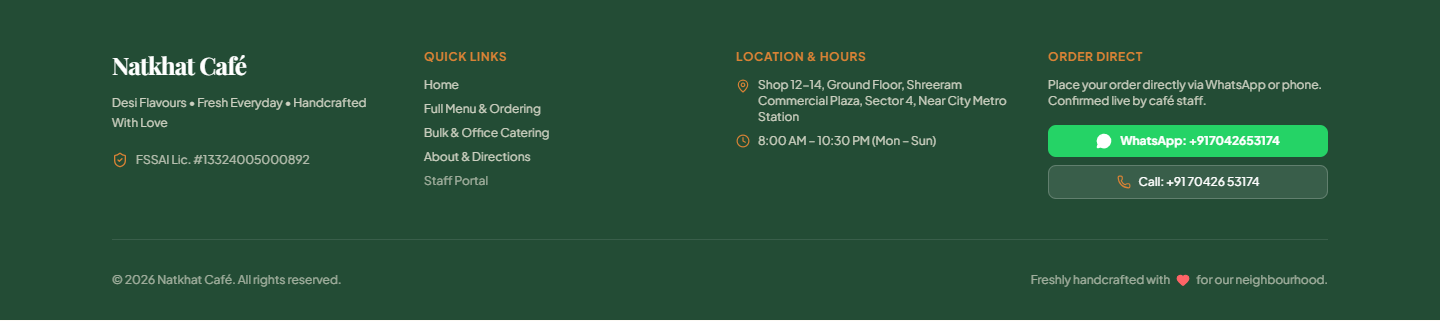 Natkhat Café
Desi Flavours • Fresh Everyday • Handcrafted
With Love
FSSAI Lic. #13324005000892
QUICK LINKS
Home
Full Menu & Ordering
Bulk & Office Catering
About & Directions
Staff Portal
LOCATION & HOURS
Shop 12–14, Ground Floor, Shreeram
Commercial Plaza, Sector 4, Near City Metro
Station
8:00 AM – 10:30 PM (Mon – Sun)
ORDER DIRECT
Place your order directly via WhatsApp or phone.
Confirmed live by café staff.
WhatsApp: +917042653174
Call: +91 70426 53174
© 2026 Natkhat Café. All rights reserved.
Freshly handcrafted with ❤ for our neighbourhood.